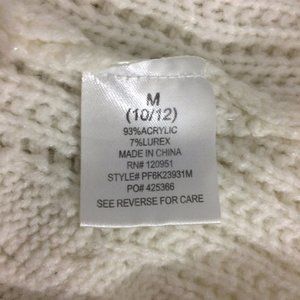 M
(10/12)
93%ACRYLIC
7%LUREX
MADE IN CHINA
RN# 120951
STYLE# PF6K23931M
PO# 425366
SEE REVERSE FOR CARE